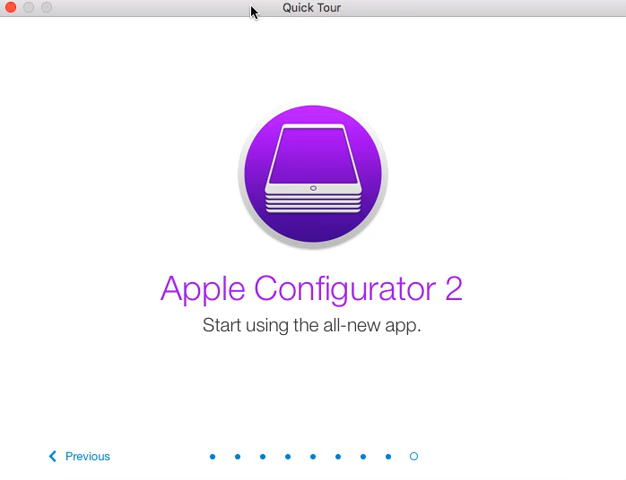 Quick Tour
Apple Configurator 2
Start using the all-new app.
Previous